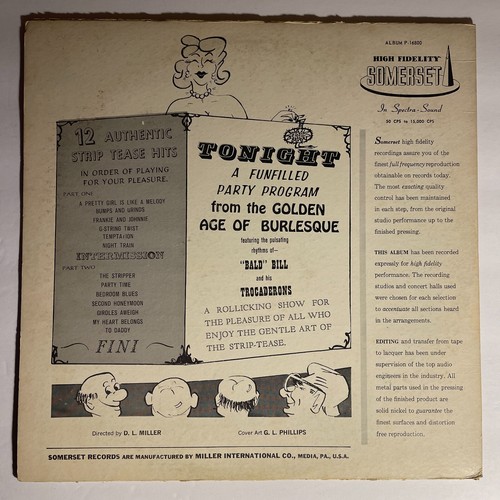 ALBUM P-16800
HIGH FIDELITY
SOMERSET
In Spectra-Sound
30 CPS to 15,000 CPS
12 AUTHENTIC
STRIP TEASE HITS
IN ORDER OF PLAYING
FOR YOUR PLEASURE.
PART ONE
A PRETTY GIRL IS LIKE A MELODY
BUMPS AND GRINDS
FRANKIE AND JOHNNIE
G-STRING TWIST
TEMPTA/ION
NIGHT TRAIN
INTERMISSION
PART TWO
THE STRIPPER
PARTY TIME
BEDROOM BLUES
SECOND HONEYMOON
GIROLES AWEIGH
MY HEART BELONGS
TO DADDY
FINI
TONIGHT
A FUNFILLED
PARTY PROGRAM
from the GOLDEN
AGE OF BURLESQUE
featuring the pulsating
rhythms of—
"BALD" BILL
and his
TROCADERONS
A ROLLICKING SHOW FOR
THE PLEASURE OF ALL WHO
ENJOY THE GENTLE ART OF
THE STRIP-TEASE.
Somerset high fidelity
recordings assure you of the
finest full frequency reproduction
obtainable on records today.
The most exacting quality
control has been maintained
in each step, from the original
studio performance up to the
finished pressing.
THIS ALBUM has been recorded
expressly for high fidelity
performance. The recording
studios and concert halls used
were chosen for each selection
to accentuate all sections heard
in the arrangements.
EDITING and transfer from tape
to lacquer has been under
supervision of the top audio
engineers in the industry. All
metal parts used in the pressing
of the finished product are
solid nickel to guarantee the
finest surfaces and distortion
free reproduction.
Directed by D. L. MILLER
Cover Art G. L. PHILLIPS
SOMERSET RECORDS ARE MANUFACTURED BY MILLER INTERNATIONAL CO., MEDIA, PA., U.S.A.